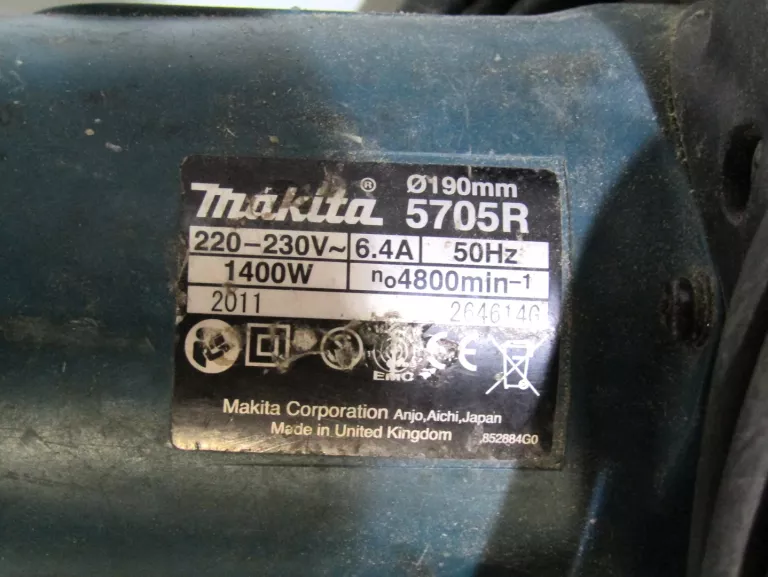 Makita® Ø190mm
5705R
220-230V~ 6.4A 50Hz
1400W no4800min-1
2011 264614G
EMC CE
Makita Corporation Anjo,Aichi,Japan
Made in United Kingdom 852884G0